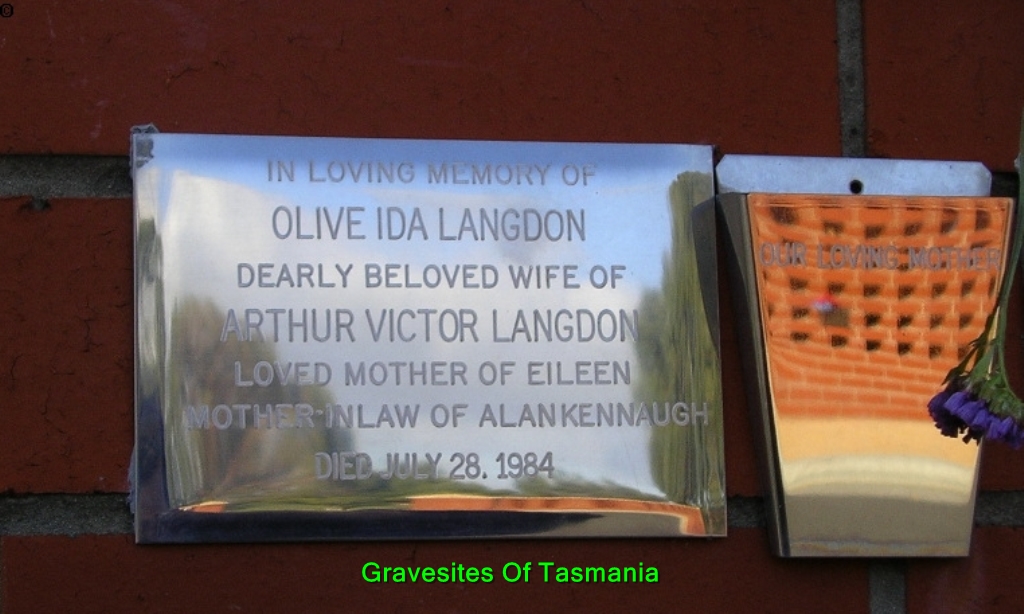 ©
IN LOVING MEMORY OF
OLIVE IDA LANGDON
DEARLY BELOVED WIFE OF
ARTHUR VICTOR LANGDON
LOVED MOTHER OF EILEEN
MOTHER-IN LAW OF ALAN KENNAUGH
DIED JULY 28. 1984
OUR LOVING MOTHER
Gravesites Of Tasmania